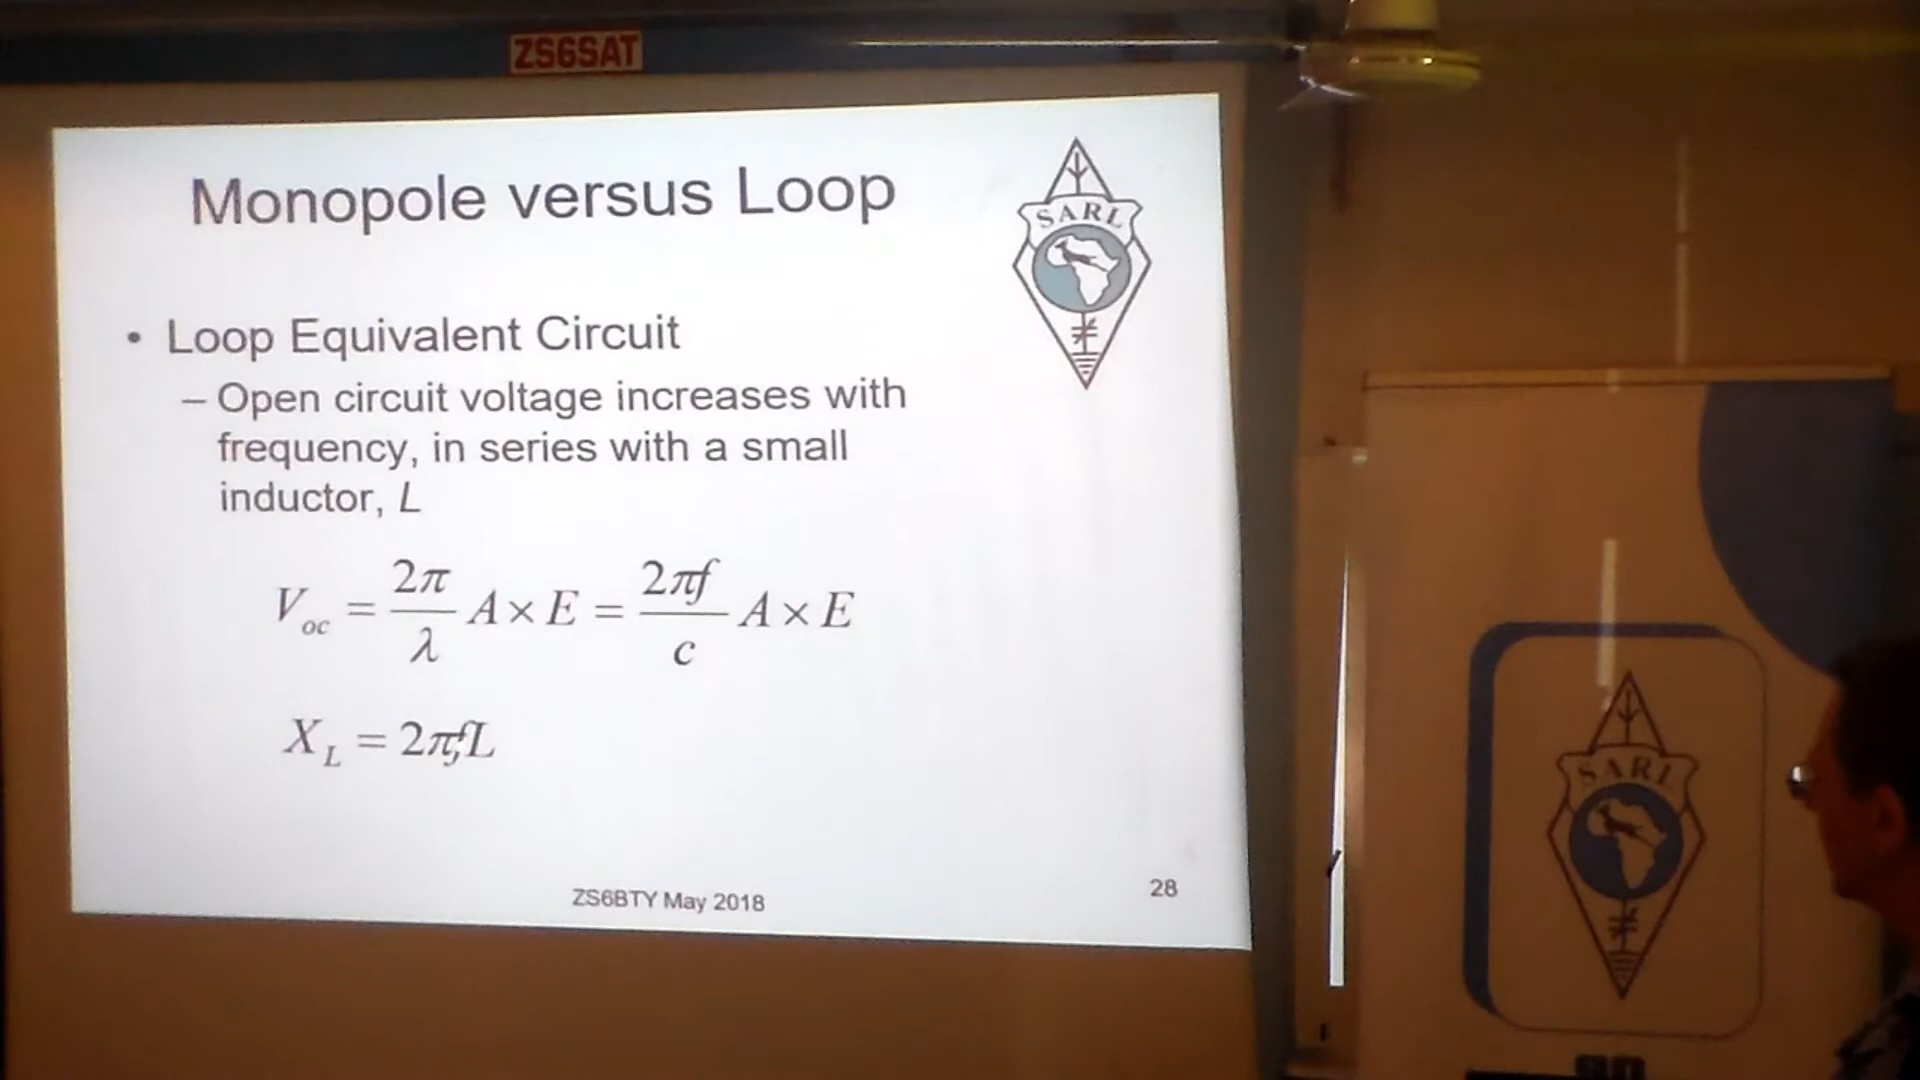 ZS6SAT
Monopole versus Loop
SARL
• Loop Equivalent Circuit
– Open circuit voltage increases with
frequency, in series with a small
inductor, L
V_oc = 2π/λ A × E = 2πf/c A × E
X_L = 2πfL
ZS6BTY May 2018
28
SARL